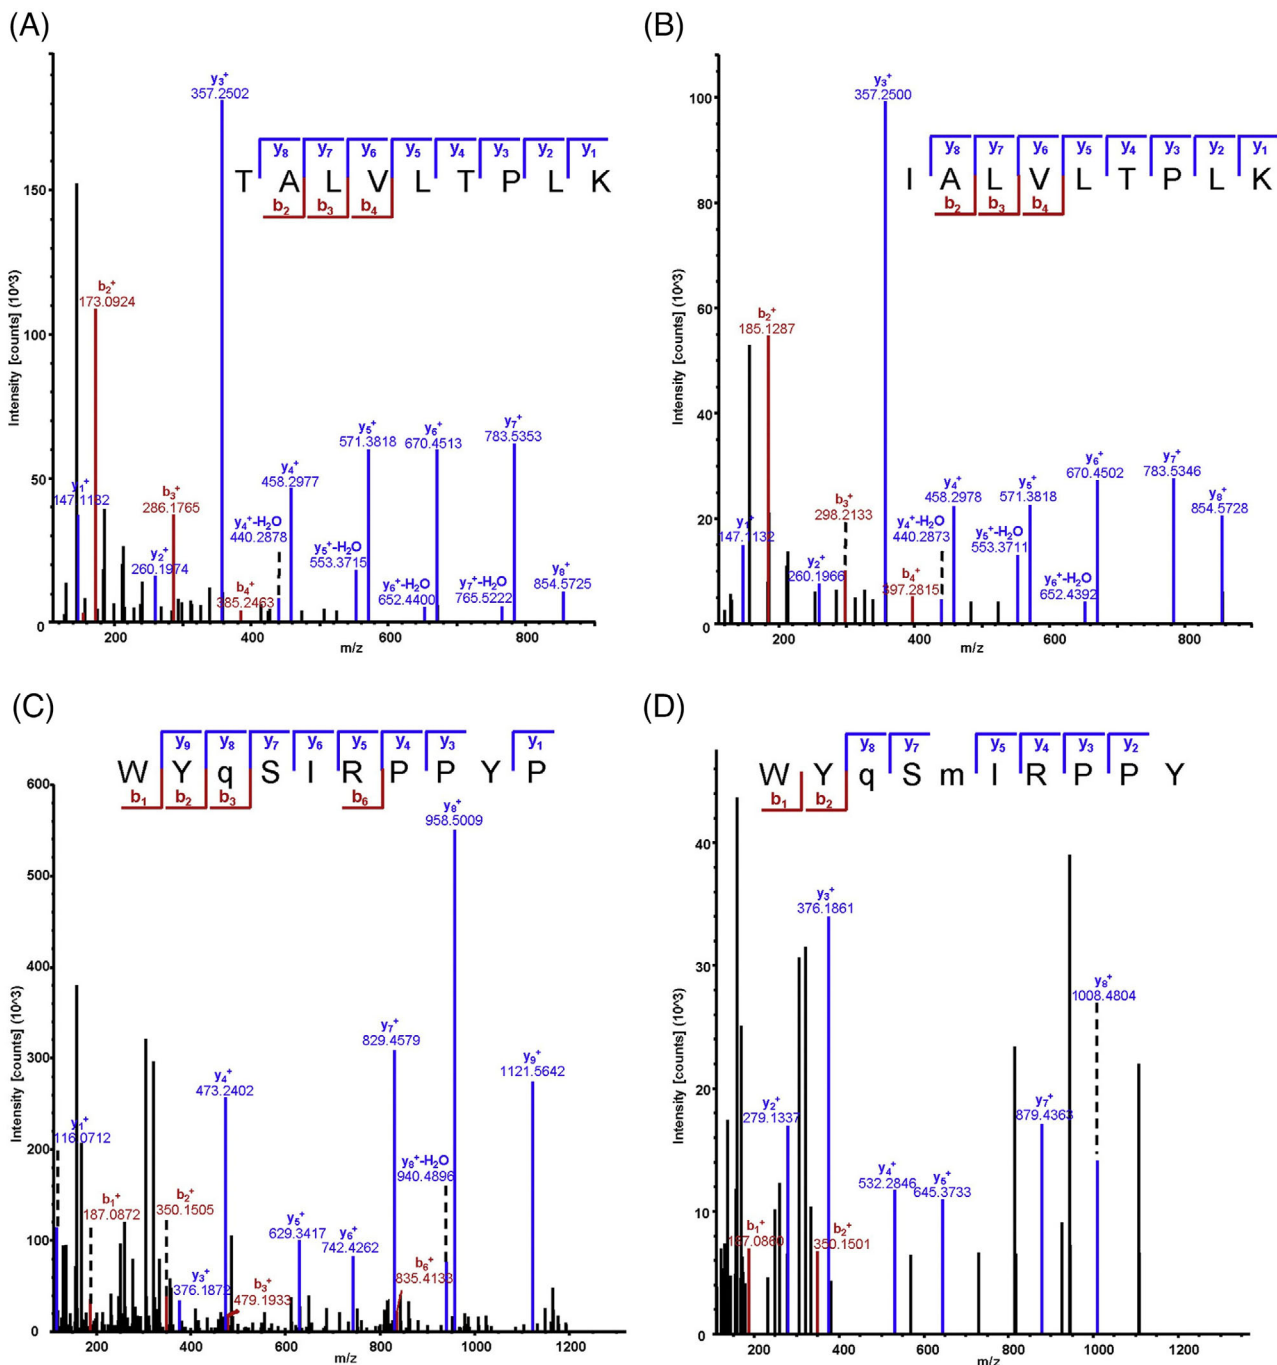 (A)
y3+
357.2502
y8 y7 y6 y5 y4 y3 y2 y1
T A L V L T P L K
b2 b3 b4
150
b2+
173.0924
100
Intensity [counts] (10^3)
y5+
571.3818
y6+
670.4513
y7+
783.5353
50
y1+
147.1132
b3+
286.1765
y4+
458.2977
y4+-H2O
440.2878
y5+-H2O
553.3715
y2+
260.1974
b4+
385.2463
y6+-H2O
652.4400
y7+-H2O
765.5222
y8+
854.5725
0
200 400 600 800
m/z
(B)
y3+
357.2500
100
y8 y7 y6 y5 y4 y3 y2 y1
I A L V L T P L K
b2 b3 b4
80
60
b2+
185.1287
Intensity [counts] (10^3)
40
y6+
670.4502
y7+
783.5346
y4+
458.2978
y5+
571.3818
y8+
854.5728
20
b3+
298.2133
y4+-H2O
440.2873
y1+
147.1132
y5+-H2O
553.3711
y2+
260.1966
b4+
397.2815
y6+-H2O
652.4392
0
200 400 600 800
m/z
(C)
y9 y8 y7 y6 y5 y4 y3 y1
W Y q S I R P P Y P
b1 b2 b3 b6
600
y8+
958.5009
500
400
Intensity [counts] (10^3)
300
y7+
829.4579
y9+
1121.5642
y4+
473.2402
200
y1+
116.0712
y8+-H2O
940.4896
b1+
187.0872
b2+
350.1505
100
y5+
629.3417
y6+
742.4262
y3+
376.1872
b3+
479.1933
b6+
835.4133
0
200 400 600 800 1000 1200
m/z
(D)
y8 y7 y5 y4 y3 y2
W Y q S m I R P P Y
b1 b2
40
y3+
376.1861
30
y8+
1008.4804
Intensity [counts] (10^3)
20
y2+
279.1337
y7+
879.4363
y4+
532.2846
y5+
645.3733
10
b1+
187.0860
b2+
350.1501
0
200 400 600 800 1000 1200
m/z